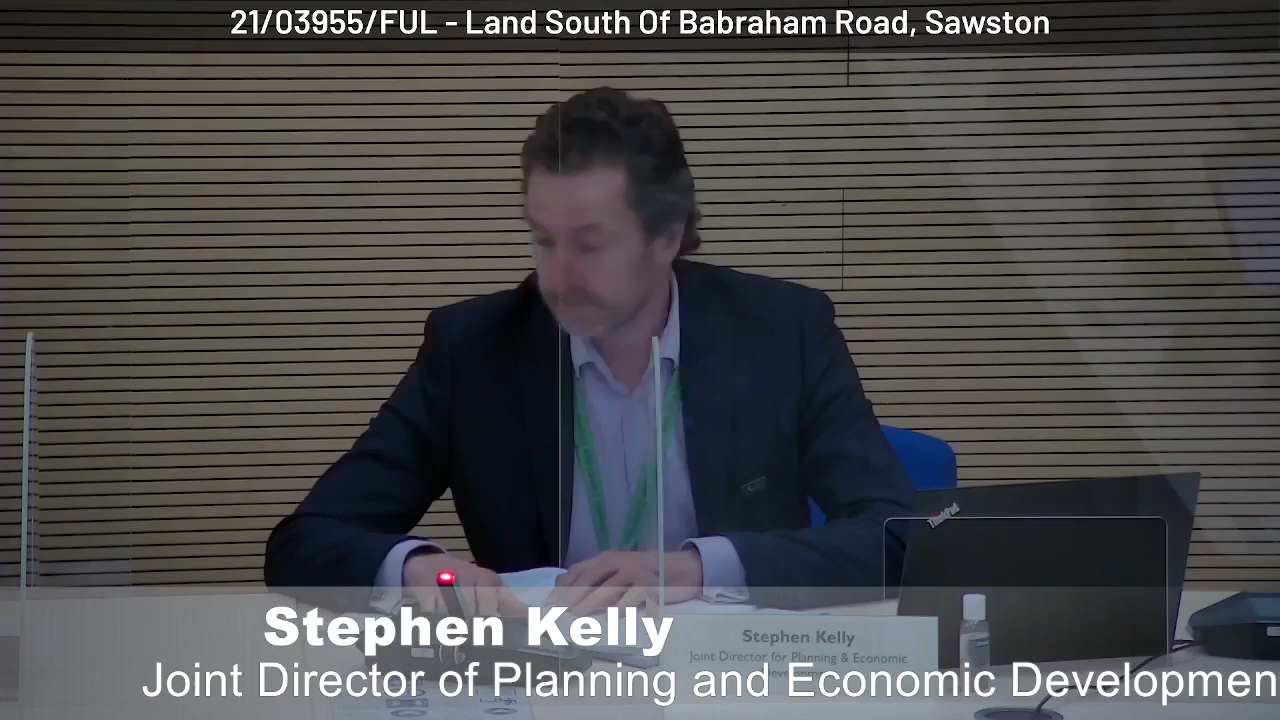 21/03955/FUL - Land South Of Babraham Road, Sawston
ThinkPad
Stephen Kelly
Stephen Kelly
Joint Director for Planning & Economic
Joint Director of Planning and Economic Developmen